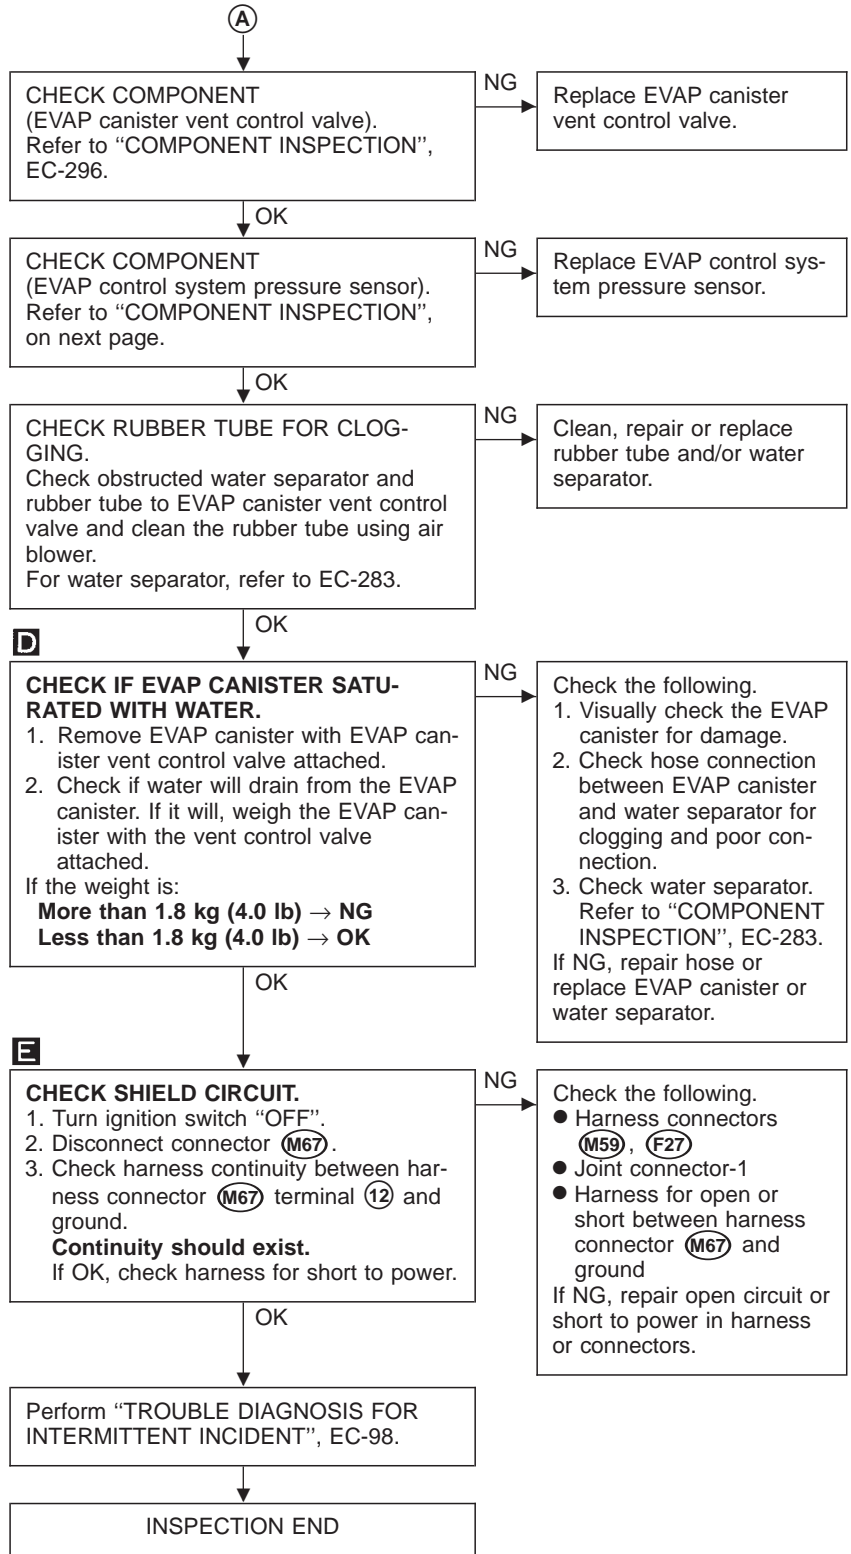 A
CHECK COMPONENT
(EVAP canister vent control valve).
Refer to “COMPONENT INSPECTION”,
EC-296.
NG
Replace EVAP canister
vent control valve.
OK
CHECK COMPONENT
(EVAP control system pressure sensor).
Refer to “COMPONENT INSPECTION”,
on next page.
NG
Replace EVAP control sys-
tem pressure sensor.
OK
CHECK RUBBER TUBE FOR CLOG-
GING.
Check obstructed water separator and
rubber tube to EVAP canister vent control
valve and clean the rubber tube using air
blower.
For water separator, refer to EC-283.
NG
Clean, repair or replace
rubber tube and/or water
separator.
OK
D
CHECK IF EVAP CANISTER SATU-
RATED WITH WATER.
1. Remove EVAP canister with EVAP can-
ister vent control valve attached.
2. Check if water will drain from the EVAP
canister. If it will, weigh the EVAP can-
ister with the vent control valve
attached.
If the weight is:
More than 1.8 kg (4.0 lb) → NG
Less than 1.8 kg (4.0 lb) → OK
NG
Check the following.
1. Visually check the EVAP
canister for damage.
2. Check hose connection
between EVAP canister
and water separator for
clogging and poor con-
nection.
3. Check water separator.
Refer to “COMPONENT
INSPECTION”, EC-283.
If NG, repair hose or
replace EVAP canister or
water separator.
OK
E
CHECK SHIELD CIRCUIT.
1. Turn ignition switch “OFF”.
2. Disconnect connector M67.
3. Check harness continuity between har-
ness connector M67 terminal 12 and
ground.
Continuity should exist.
If OK, check harness for short to power.
NG
Check the following.
● Harness connectors
M59, F27
● Joint connector-1
● Harness for open or
short between harness
connector M67 and
ground
If NG, repair open circuit or
short to power in harness
or connectors.
OK
Perform “TROUBLE DIAGNOSIS FOR
INTERMITTENT INCIDENT”, EC-98.
INSPECTION END